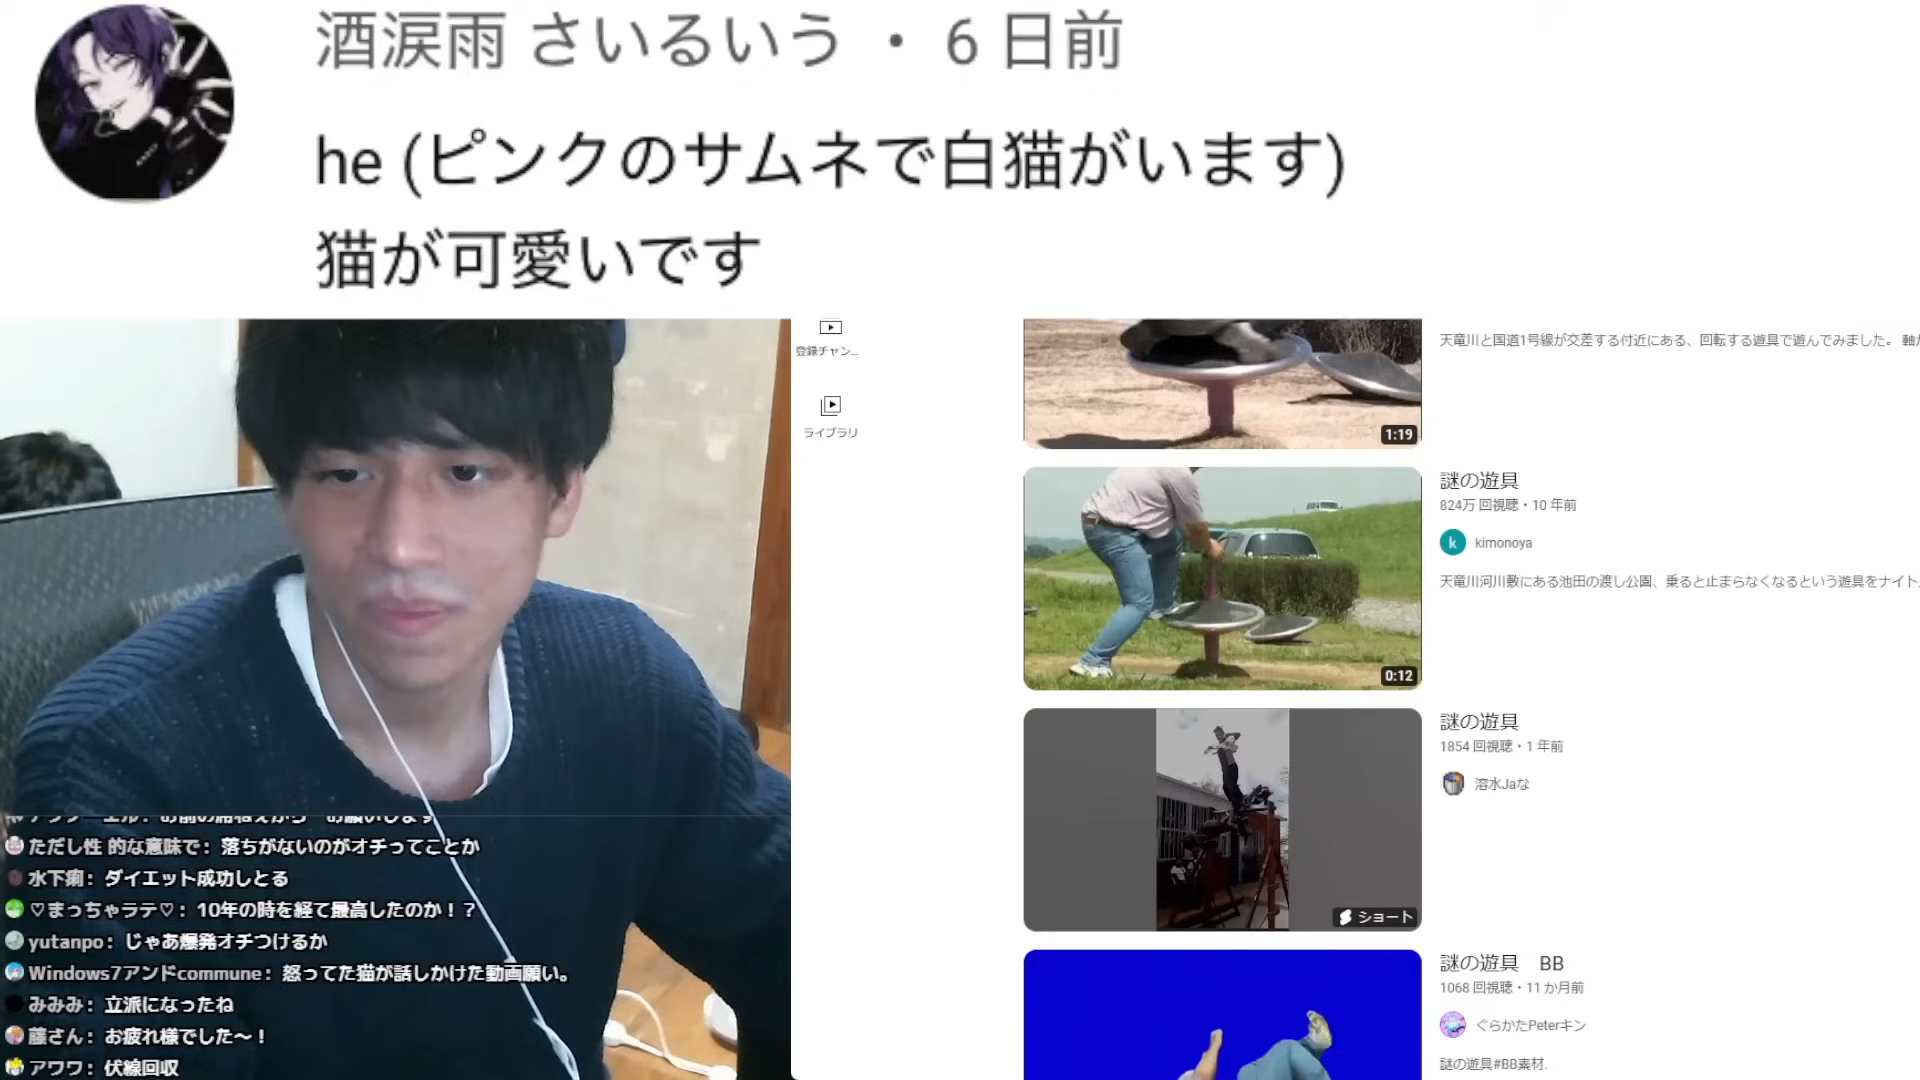 酒涙雨 さいるいう ・ 6 日前
he (ピンクのサムネで白猫がいます)
猫が可愛いです
登録チャン...
ライブラリ
天竜川と国道1号線が交差する付近にある、回転する遊具で遊んでみました。 軸が
1:19
謎の遊具
824万 回視聴・10 年前
k kimonoya
天竜川河川敷にある池田の渡し公園、乗ると止まらなくなるという遊具をナイト
0:12
謎の遊具
1854 回視聴・1 年前
溶水Jaな
ショート
謎の遊具 BB
1068 回視聴・11 か月前
ぐらかたPeterキン
謎の遊具#BB素材.
ただし性 的な意味で: 落ちがないのがオチってことか
水下痢: ダイエット成功しとる
♡まっちゃラテ♡: 10年の時を経て最高したのか！？
yutanpo: じゃあ爆発オチつけるか
Windows7アンドcommune: 怒ってた猫が話しかけた動画願い。
みみみ: 立派になったね
藤さん: お疲れ様でした〜！
アワワ: 伏線回収